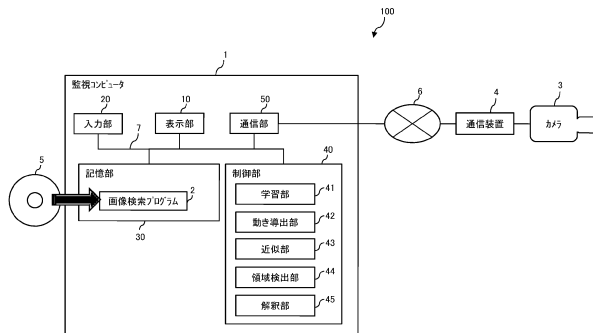 100
1
監視コンピュータ
20
10
50
入力部
表示部
通信部
7
6
4
通信装置
3
カメラ
5
記憶部
2
画像検索プログラム
30
40
制御部
学習部
41
動き導出部
42
近似部
43
領域検出部
44
解釈部
45